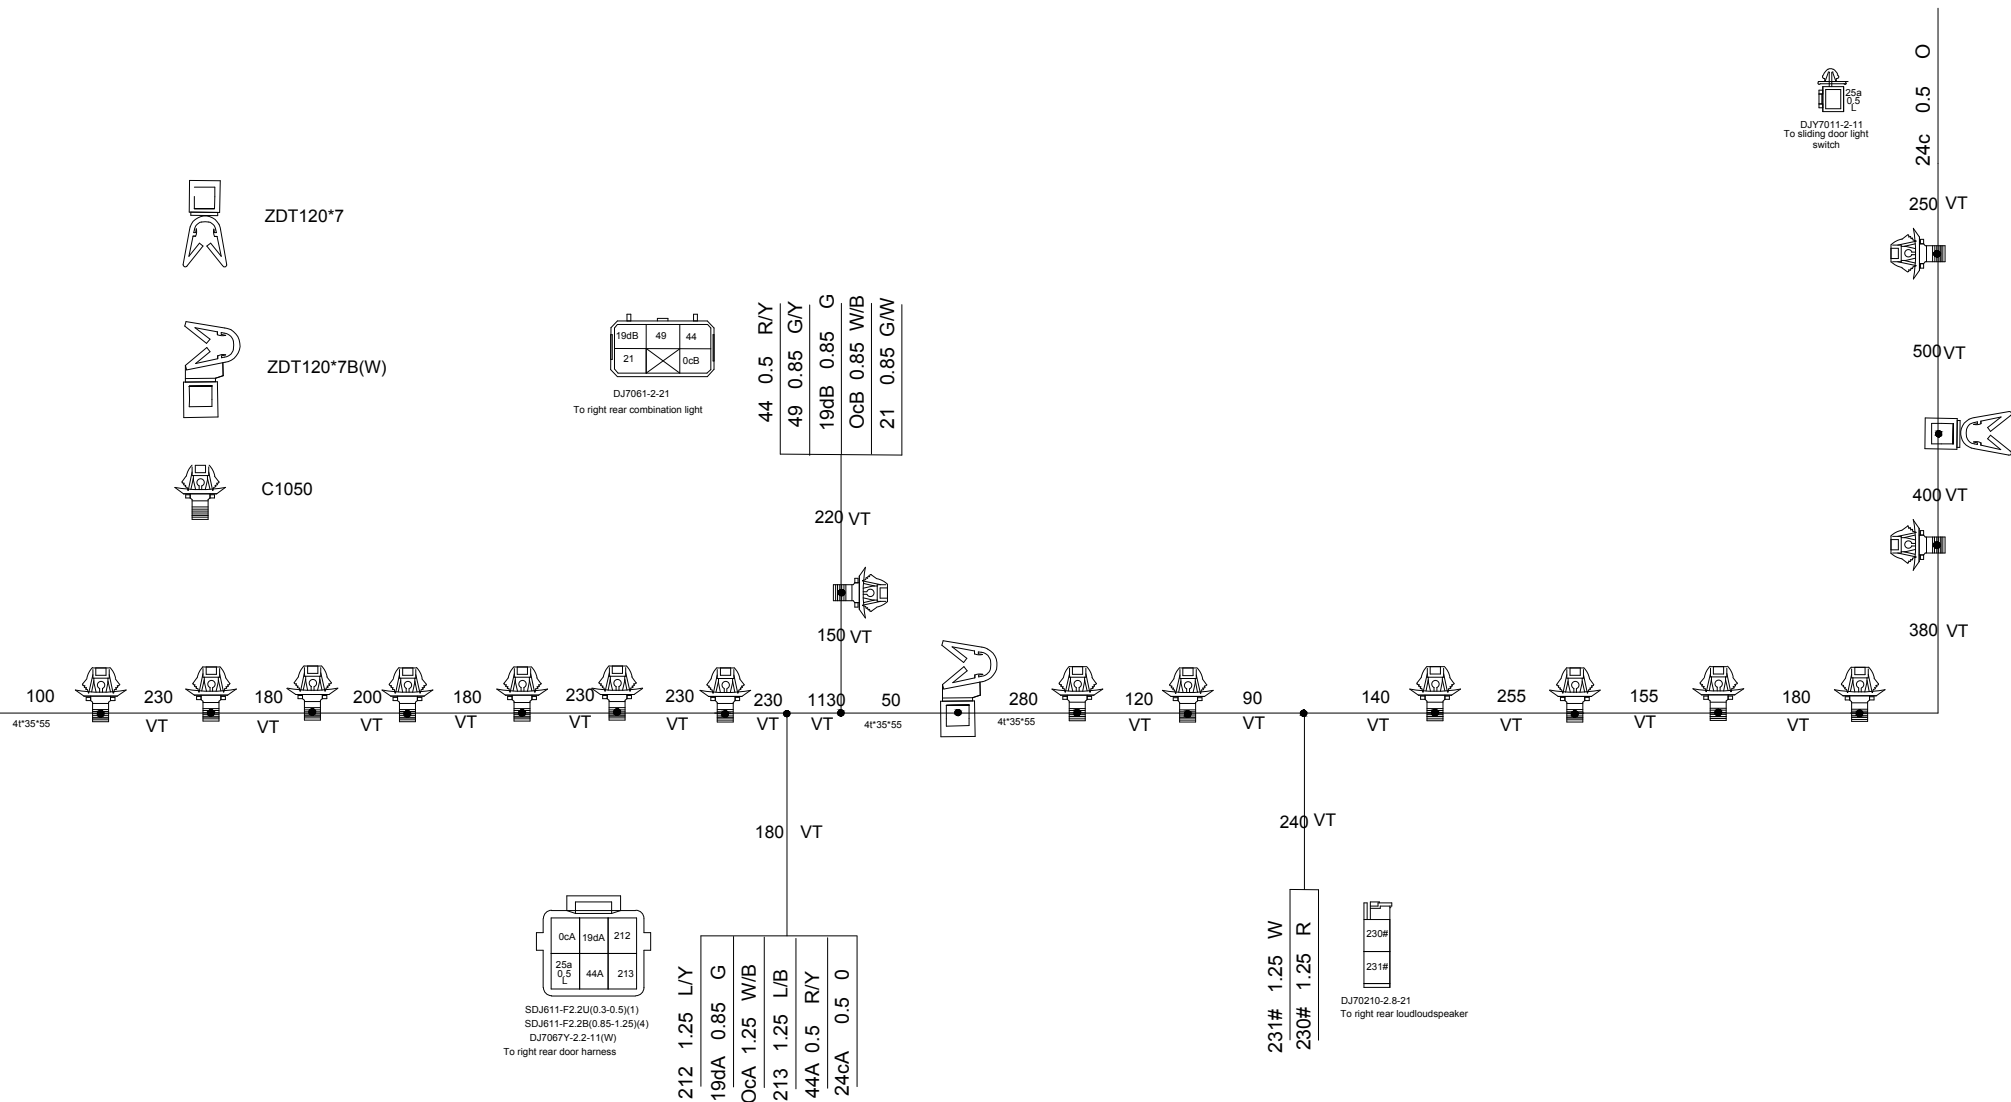 ZDT120*7
ZDT120*7B(W)
C1050
19dB 49 44
21 0cB
DJ7061-2-21
To right rear combination light
44 0.5 R/Y
49 0.85 G/Y
19dB 0.85 G
OcB 0.85 W/B
21 0.85 G/W
220 VT
150 VT
25a
0.5
L
DJY7011-2-11
To sliding door light
switch
24c 0.5 O
250 VT
500 VT
400 VT
380 VT
100 230 180 200 180 230 230 230 1130 50 280 120 90 140 255 155 180
4t*35*55 VT VT VT VT VT VT VT VT 4t*35*55 4t*35*55 VT VT VT VT VT VT
180 VT
240 VT
0cA 19dA 212
25a
0.5
L
44A 213
SDJ611-F2.2U(0.3-0.5)(1)
SDJ611-F2.2B(0.85-1.25)(4)
DJ7067Y-2.2-11(W)
To right rear door harness
212 1.25 L/Y
19dA 0.85 G
OcA 1.25 W/B
213 1.25 L/B
44A 0.5 R/Y
24cA 0.5 0
231# 1.25 W
230# 1.25 R
230#
231#
DJ70210-2.8-21
To right rear loudloudspeaker